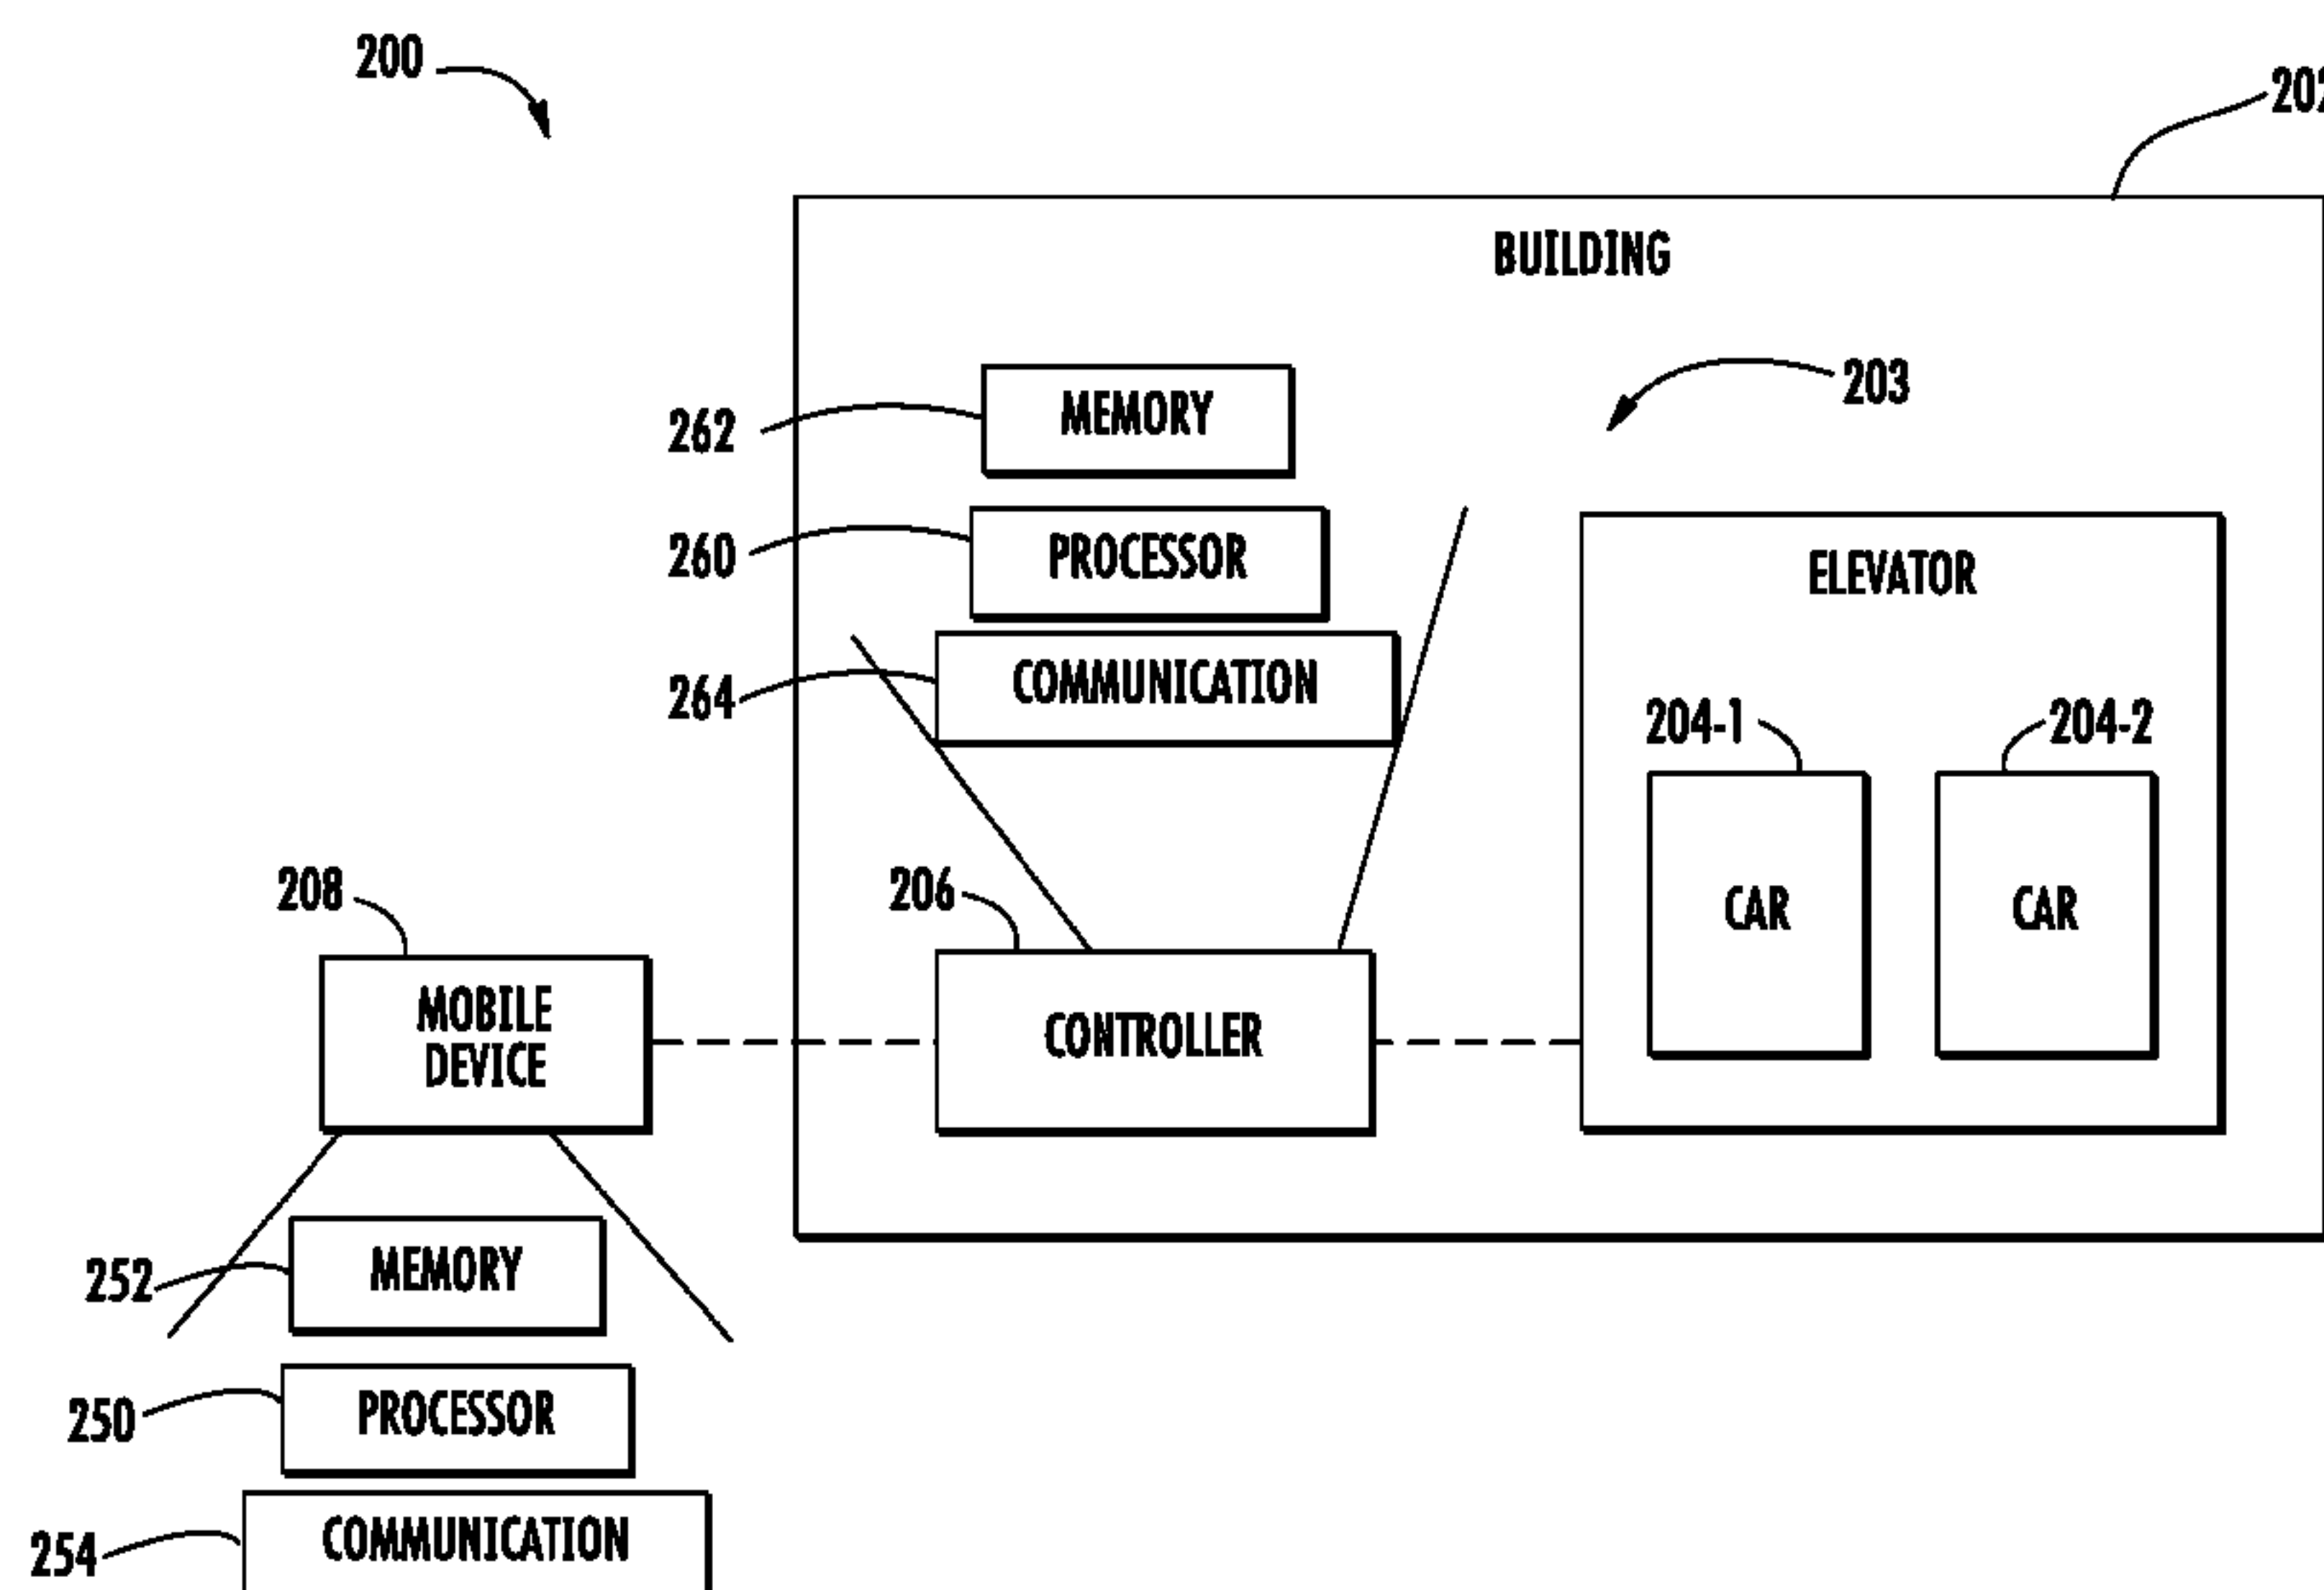 200
202
BUILDING
203
262
MEMORY
260
PROCESSOR
ELEVATOR
264
COMMUNICATION
204-1
204-2
208
206
CAR
CAR
MOBILE
DEVICE
CONTROLLER
252
MEMORY
250
PROCESSOR
254
COMMUNICATION